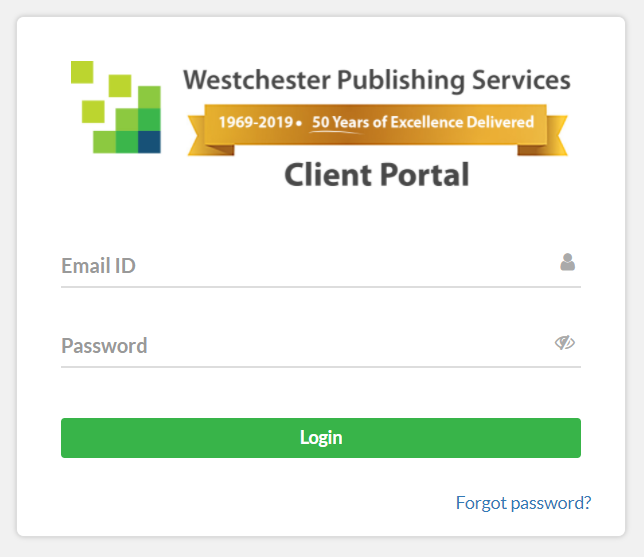 Westchester Publishing Services
1969-2019 • 50 Years of Excellence Delivered
Client Portal
Email ID
Password
Login
Forgot password?